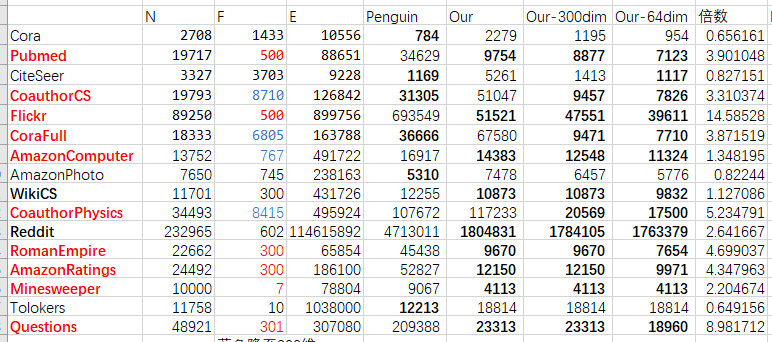 N F E Penguin Our Our-300dim Our-64dim 倍数
Cora 2708 1433 10556 784 2279 1195 954 0.656161
Pubmed 19717 500 88651 34629 9754 8877 7123 3.901048
CiteSeer 3327 3703 9228 1169 5261 1413 1117 0.827151
CoauthorCS 19793 8710 126842 31305 51047 9457 7826 3.310374
Flickr 89250 500 899756 693549 51521 47551 39611 14.58528
CoraFull 18333 6805 163788 36666 67580 9471 7710 3.871519
AmazonComputer 13752 767 491722 16917 14383 12548 11324 1.348195
AmazonPhoto 7650 745 238163 5310 7478 6457 5776 0.82244
WikiCS 11701 300 431726 12255 10873 10873 9832 1.127086
CoauthorPhysics 34493 8415 495924 107672 117233 20569 17500 5.234791
Reddit 232965 602 114615892 4713011 1804831 1784105 1763379 2.641667
RomanEmpire 22662 300 65854 45438 9670 9670 7654 4.699037
AmazonRatings 24492 300 186100 52827 12150 12150 9971 4.347963
Minesweeper 10000 7 78804 9067 4113 4113 4113 2.204674
Tolokers 11758 10 1038000 12213 18814 18814 18814 0.649156
Questions 48921 301 307080 209388 23313 23313 18960 8.981712